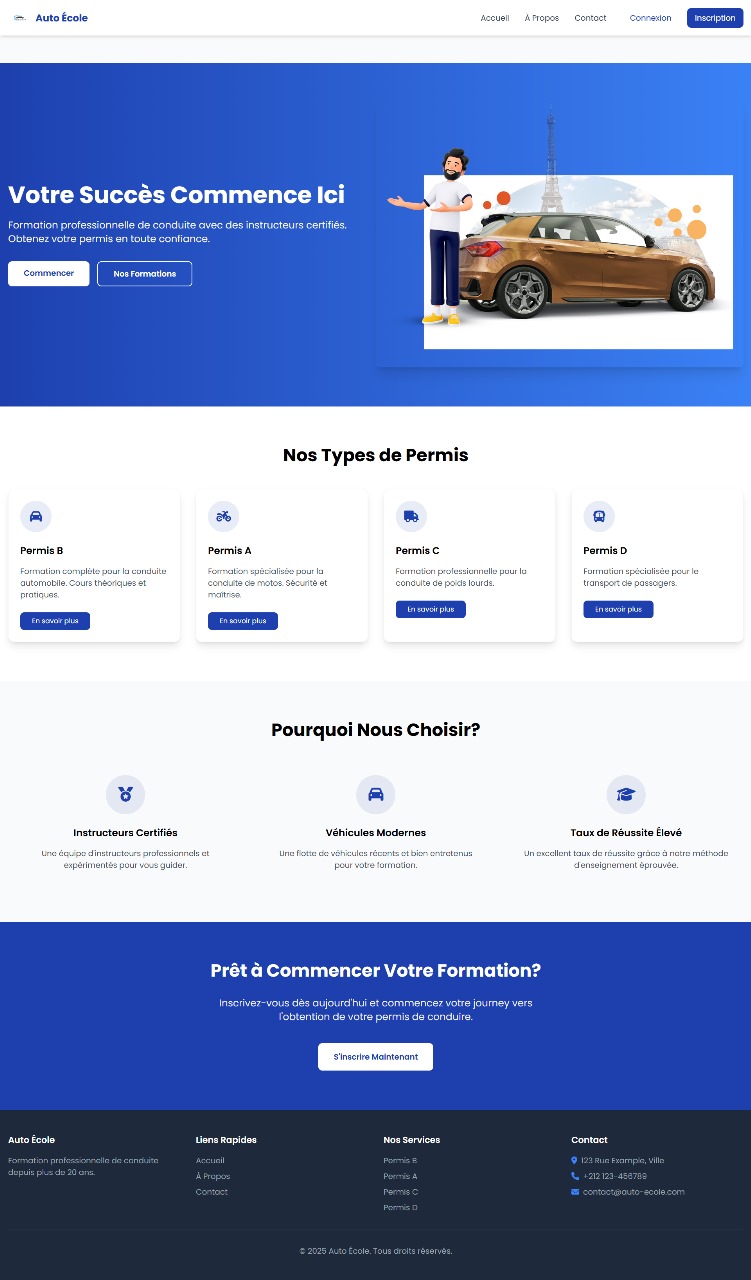 Auto École
Accueil
À Propos
Contact
Connexion
Inscription
Votre Succès Commence Ici
Formation professionnelle de conduite avec des instructeurs certifiés.
Obtenez votre permis en toute confiance.
Commencer
Nos Formations
Nos Types de Permis
Permis B
Formation complète pour la conduite
automobile. Cours théoriques et
pratiques.
En savoir plus
Permis A
Formation spécialisée pour la
conduite de motos. Sécurité et
maîtrise.
En savoir plus
Permis C
Formation professionnelle pour la
conduite de poids lourds.
En savoir plus
Permis D
Formation spécialisée pour le
transport de passagers.
En savoir plus
Pourquoi Nous Choisir?
Instructeurs Certifiés
Une équipe d'instructeurs professionnels et
expérimentés pour vous guider.
Véhicules Modernes
Une flotte de véhicules récents et bien entretenus
pour votre formation.
Taux de Réussite Élevé
Un excellent taux de réussite grâce à notre méthode
d'enseignement éprouvée.
Prêt à Commencer Votre Formation?
Inscrivez-vous dès aujourd'hui et commencez votre journey vers
l'obtention de votre permis de conduire.
S'inscrire Maintenant
Auto École
Formation professionnelle de conduite
depuis plus de 20 ans.
Liens Rapides
Accueil
À Propos
Contact
Nos Services
Permis B
Permis A
Permis C
Permis D
Contact
123 Rue Example, Ville
+212 123-456789
contact@auto-ecole.com
© 2025 Auto École. Tous droits réservés.